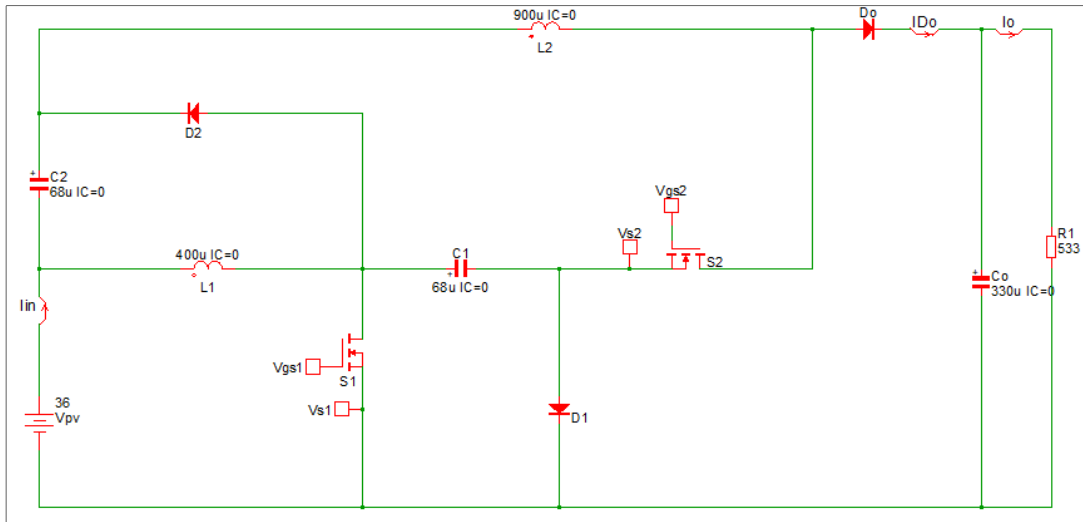 900u IC=0
L2
Do
IDo
Io
D2
+
C2
68u IC=0
Vgs2
Vs2
S2
R1
533
400u IC=0
L1
C1
+
68u IC=0
+
Co
330u IC=0
Iin
Vgs1
S1
Vs1
D1
36
Vpv